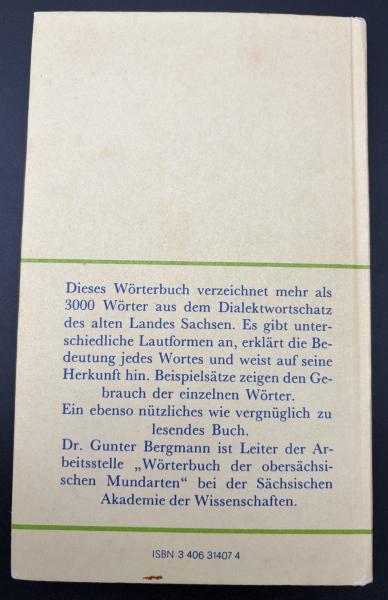 Dieses Wörterbuch verzeichnet mehr als
3000 Wörter aus dem Dialektwortschatz
des alten Landes Sachsen. Es gibt unter-
schiedliche Lautformen an, erklärt die Be-
deutung jedes Wortes und weist auf seine
Herkunft hin. Beispielsätze zeigen den Ge-
brauch der einzelnen Wörter.
Ein ebenso nützliches wie vergnüglich zu
lesendes Buch.
Dr. Gunter Bergmann ist Leiter der Ar-
beitsstelle „Wörterbuch der obersächsi-
schen Mundarten“ bei der Sächsischen
Akademie der Wissenschaften.
ISBN 3 406 31407 4